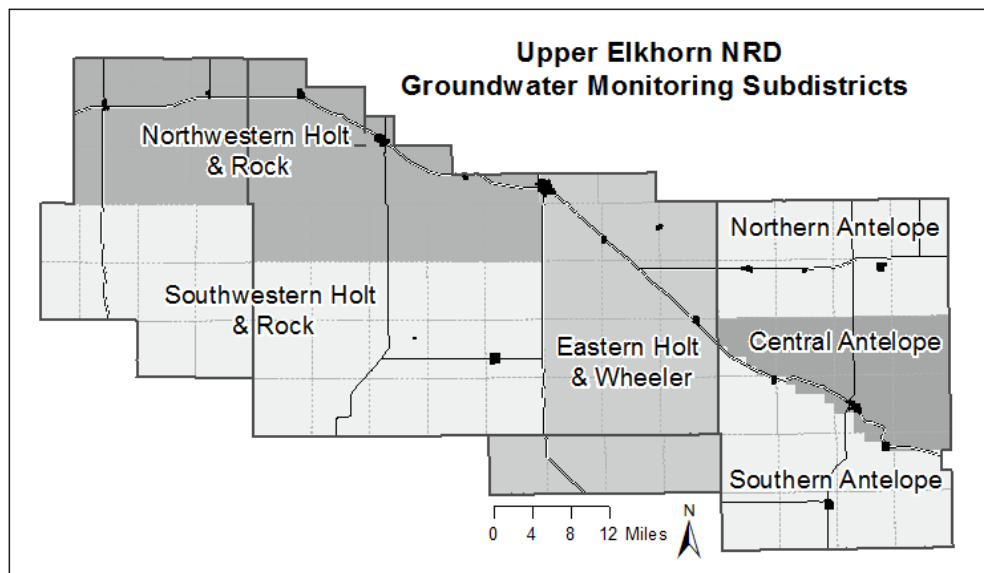 Upper Elkhorn NRD
Groundwater Monitoring Subdistricts
Northwestern Holt
& Rock
Northern Antelope
Southwestern Holt
& Rock
Eastern Holt
& Wheeler
Central Antelope
Southern Antelope
0 4 8 12 Miles
N